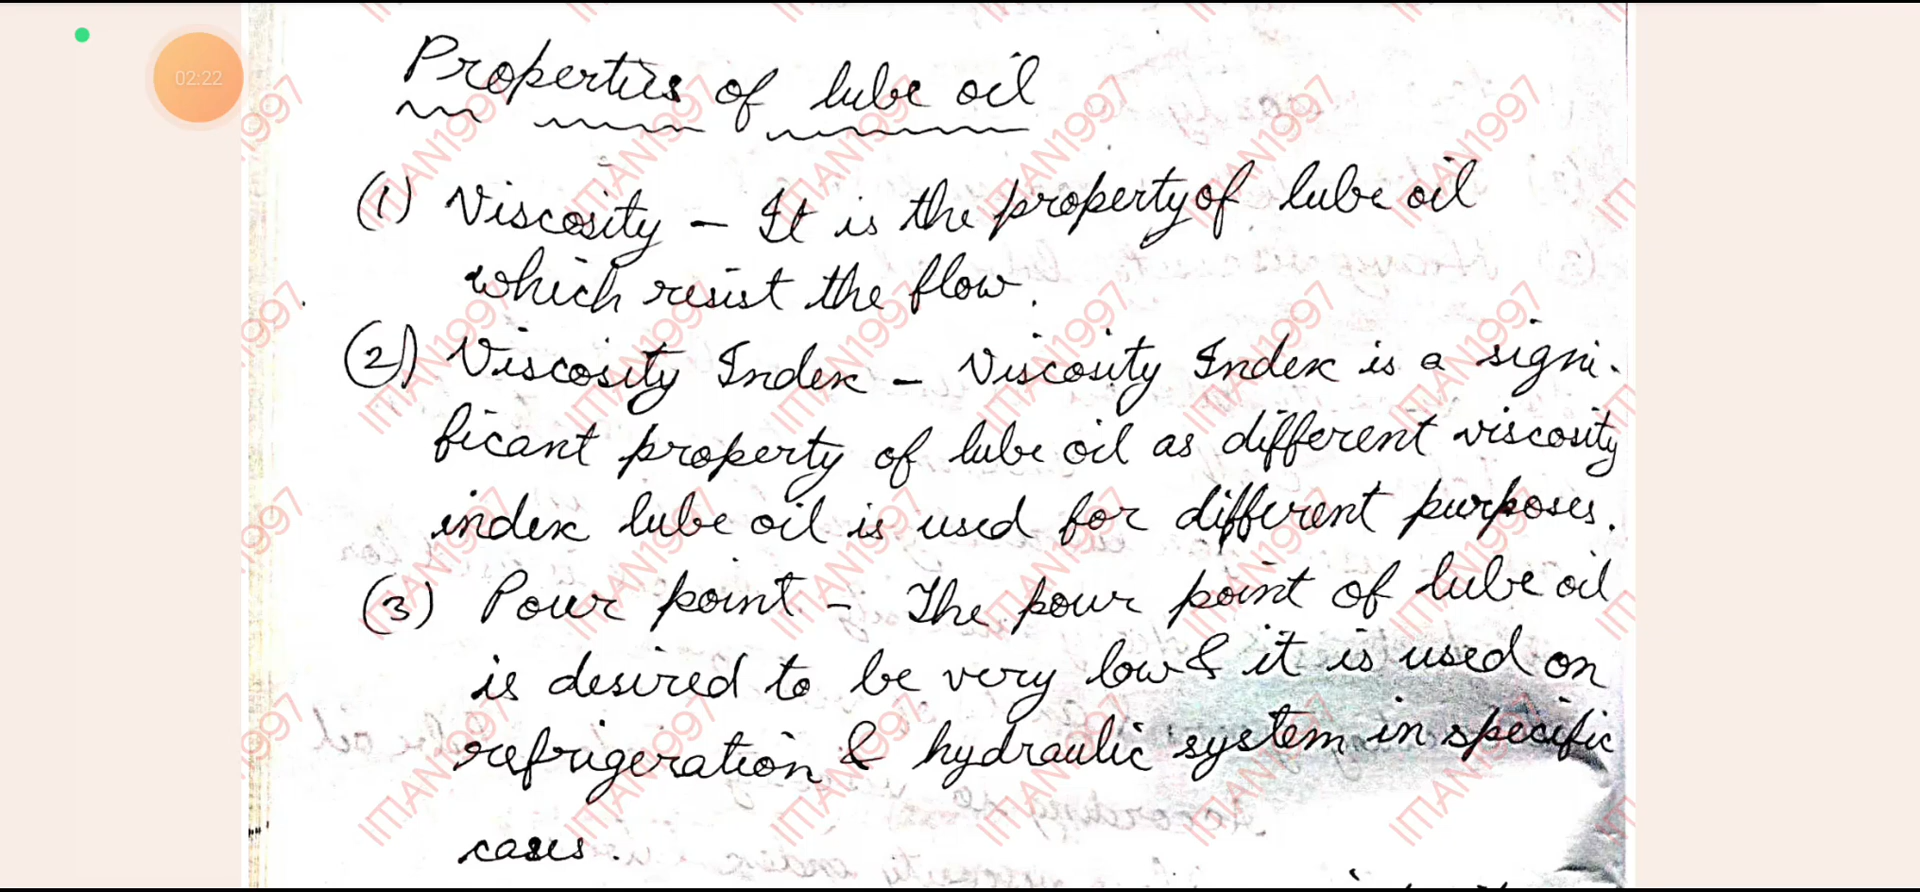 02:22
Properties of lube oil
(1) Viscosity - It is the property of lube oil
which resist the flow.
(2) Viscosity Index - Viscosity Index is a signi-
ficant property of lube oil as different viscosity
index lube oil is used for different purposes.
(3) Pour point - The pour point of lube oil
is desired to be very low & it is used on
refrigeration & hydraulic system in specific
cases.
IMAN1997